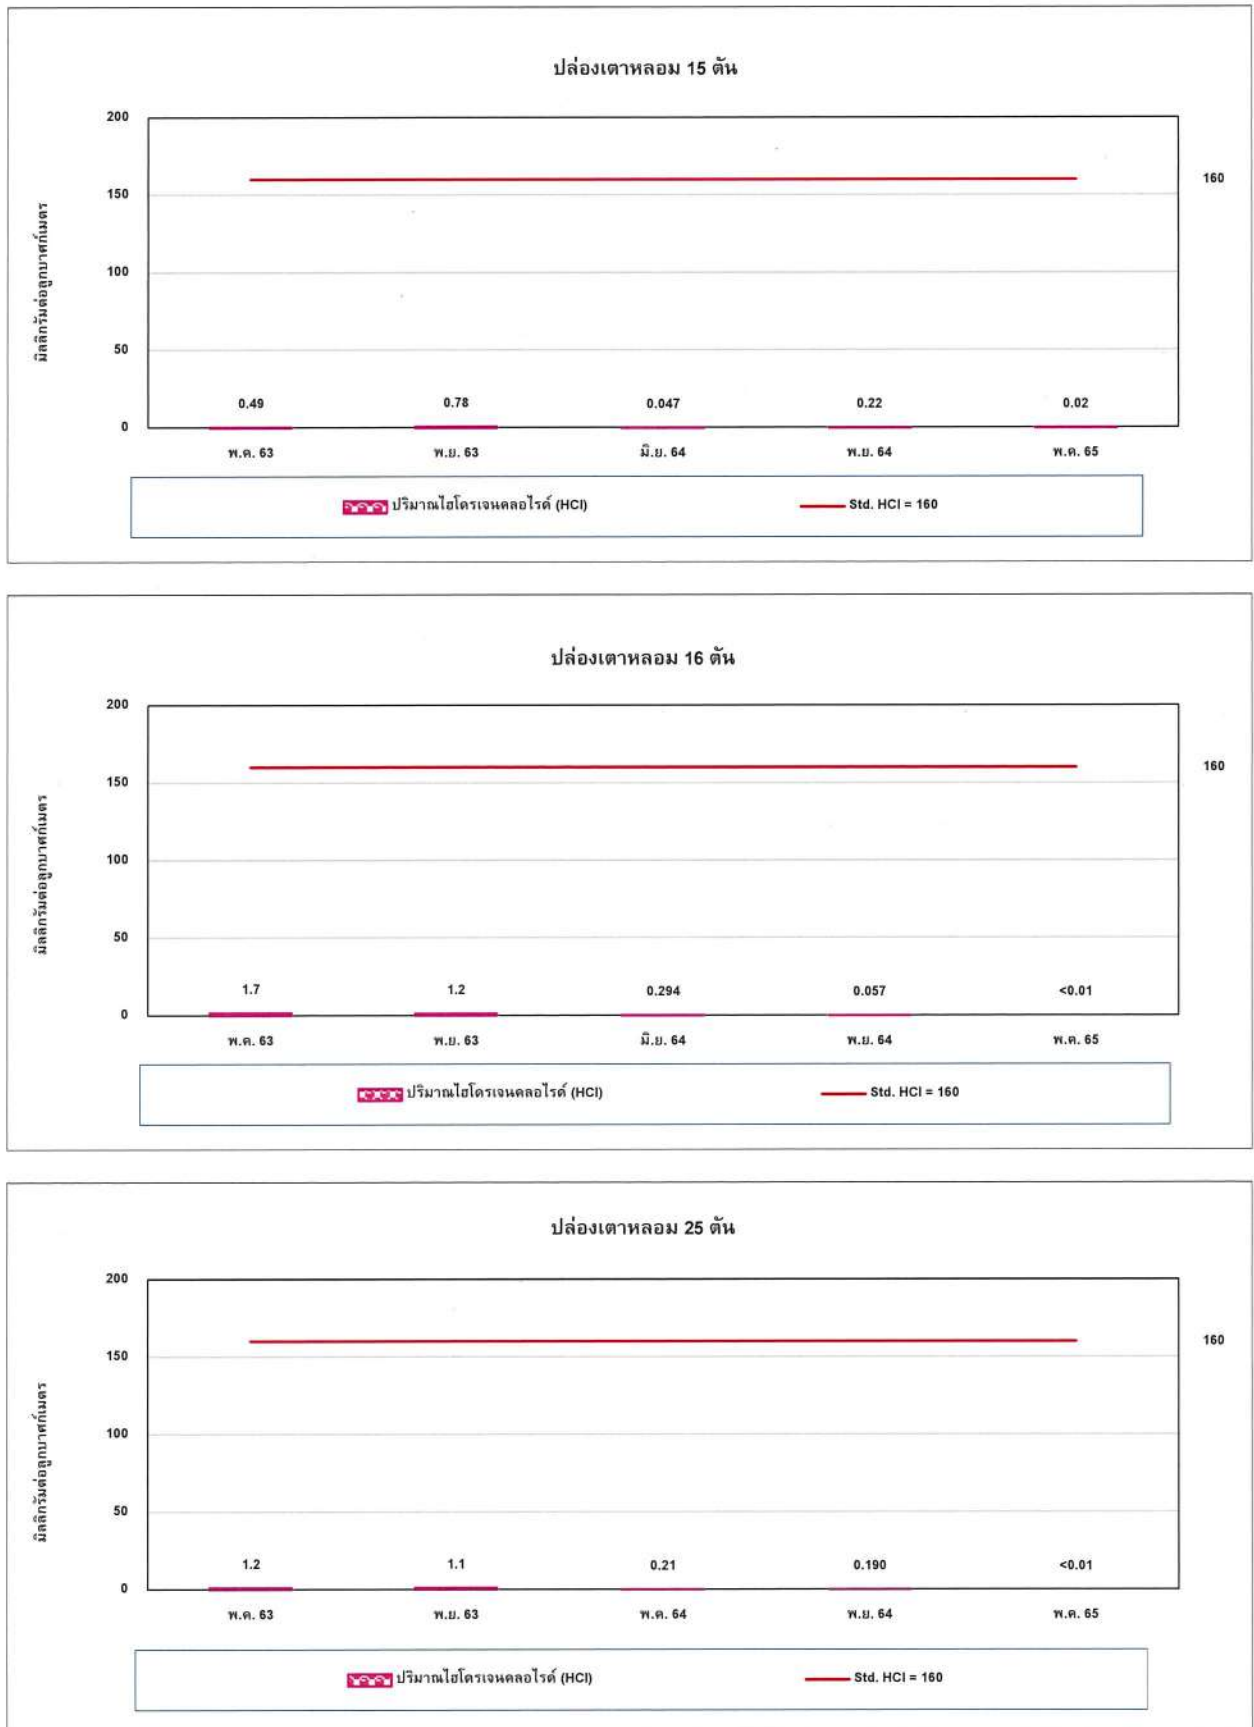 ปล่องเตาหลอม 15 ตัน
มิลลิกรัมต่อลูกบาศก์เมตร
200
150
100
50
0
160
0.49 0.78 0.047 0.22 0.02
พ.ค. 63 พ.ย. 63 มิ.ย. 64 พ.ย. 64 พ.ค. 65
ปริมาณไฮโดรเจนคลอไรด์ (HCl) Std. HCl = 160
ปล่องเตาหลอม 16 ตัน
มิลลิกรัมต่อลูกบาศก์เมตร
200
150
100
50
0
160
1.7 1.2 0.294 0.057 <0.01
พ.ค. 63 พ.ย. 63 มิ.ย. 64 พ.ย. 64 พ.ค. 65
ปริมาณไฮโดรเจนคลอไรด์ (HCl) Std. HCl = 160
ปล่องเตาหลอม 25 ตัน
มิลลิกรัมต่อลูกบาศก์เมตร
200
150
100
50
0
160
1.2 1.1 0.21 0.190 <0.01
พ.ค. 63 พ.ย. 63 พ.ค. 64 พ.ย. 64 พ.ค. 65
ปริมาณไฮโดรเจนคลอไรด์ (HCl) Std. HCl = 160